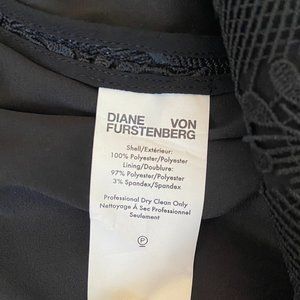 DIANE VON
FURSTENBERG
Shell/Extérieur:
100% Polyester/Polyester
Lining/Doublure:
97% Polyester/Polyester
3% Spandex/Spandex
Professional Dry Clean Only
Nettoyage À Sec Professionnel
Seulement
P